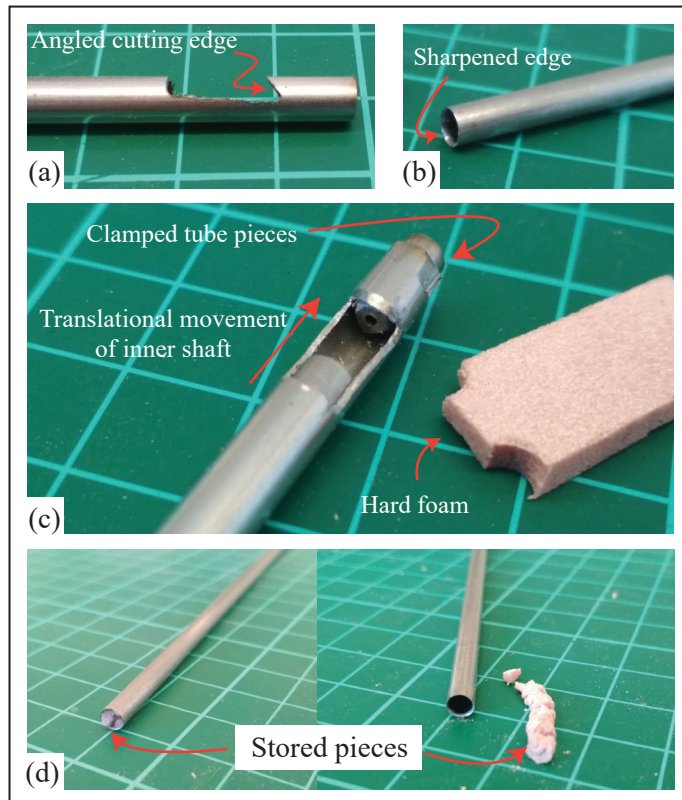 Angled cutting edge
(a)
Sharpened edge
(b)
Clamped tube pieces
Translational movement
of inner shaft
Hard foam
(c)
Stored pieces
(d)